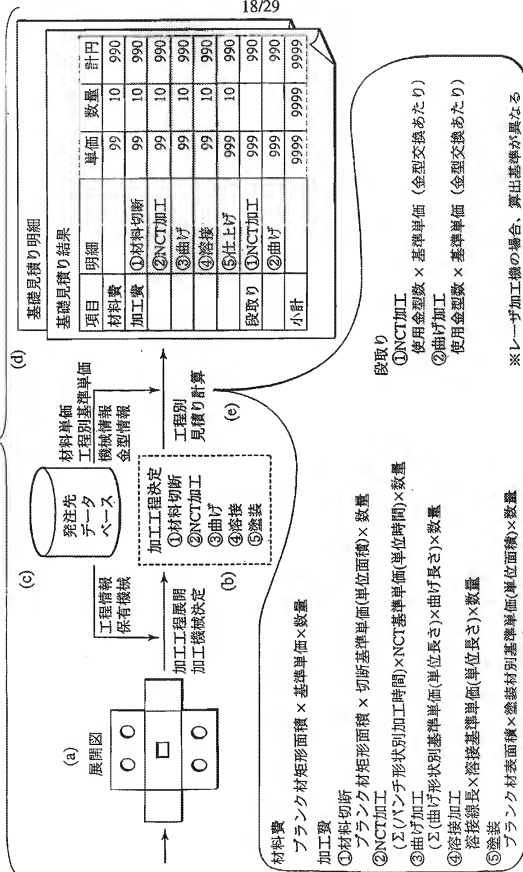 18/29
(a)
展開図
加工工程展開
加工機械決定
工程情報
保有機械
(c)
発注先
データ
ベース
材料単価
工程別基準単価
機械情報
金型情報
加工工程決定
①材料切断
②NCT加工
③曲げ
④溶接
⑤塗装
(b)
工程別
見積り計算
(e)
(d)
基礎見積り明細
基礎見積り結果
項目 明細 単価 数量 計円
材料費 99 10 990
加工費 ①材料切断 99 10 990
②NCT加工 99 10 990
③曲げ 99 10 990
④溶接 99 10 990
⑤仕上げ 999 10 990
段取り ①NCT加工 999 990
②曲げ 999 990
小計 9999 9999 9999
材料費
ブランク材矩形面積 × 基準単価×数量
加工費
①材料切断
ブランク材矩形面積 × 切断基準単価(単位面積)× 数量
②NCT加工
(Σ(パンチ形状別加工時間)×NCT基準単価(単位時間)×数量
③曲げ加工
(Σ(曲げ形状別基準単価(単位長さ)×曲げ長さ)×数量
④溶接加工
溶接線長×溶接基準単価(単位長さ)×数量
⑤塗装
ブランク材表面積×塗装材別基準単価(単位面積)×数量
段取り
①NCT加工
使用金型数 × 基準単価（金型交換あたり）
②曲げ加工
使用金型数 × 基準単価（金型交換あたり）
※レーザ加工機の場合、算出基準が異なる